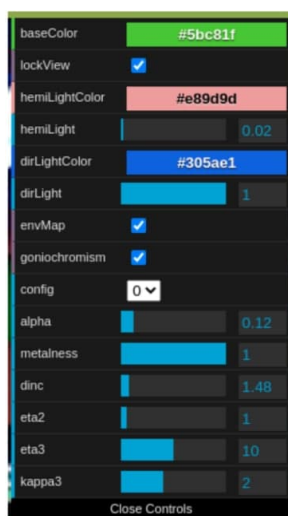 baseColor #5bc81f
lockView
hemiLightColor #e89d9d
hemiLight 0.02
dirLightColor #305ae1
dirLight 1
envMap
goniochromism
config 0
alpha 0.12
metalness 1
dinc 1.48
eta2 1
eta3 10
kappa3 2
Close Controls